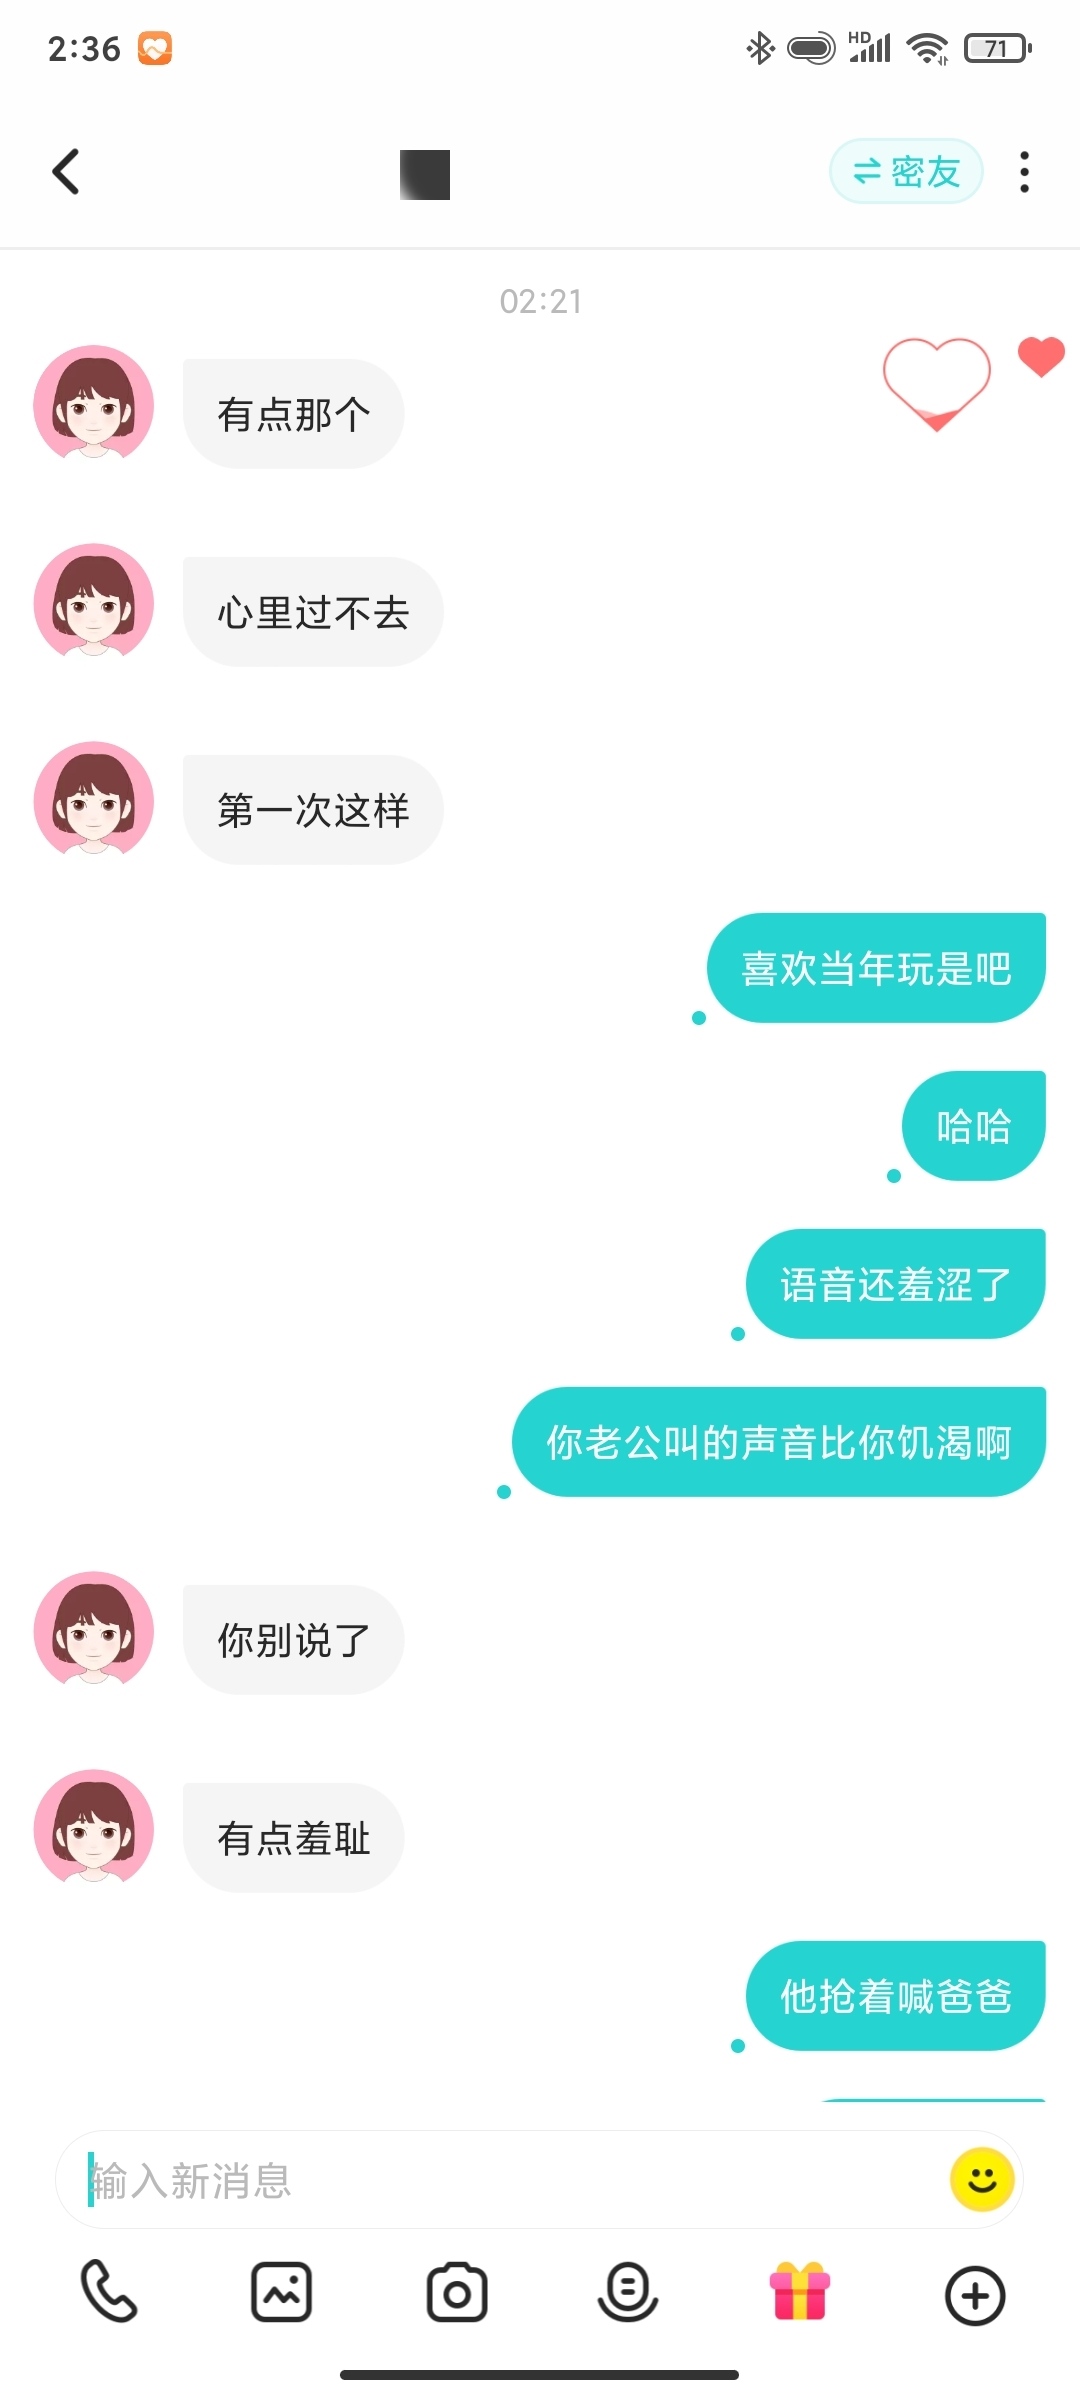 2:36
HD
71
密友
02:21
有点那个
心里过不去
第一次这样
喜欢当年玩是吧
哈哈
语音还羞涩了
你老公叫的声音比你饥渴啊
你别说了
有点羞耻
他抢着喊爸爸
输入新消息